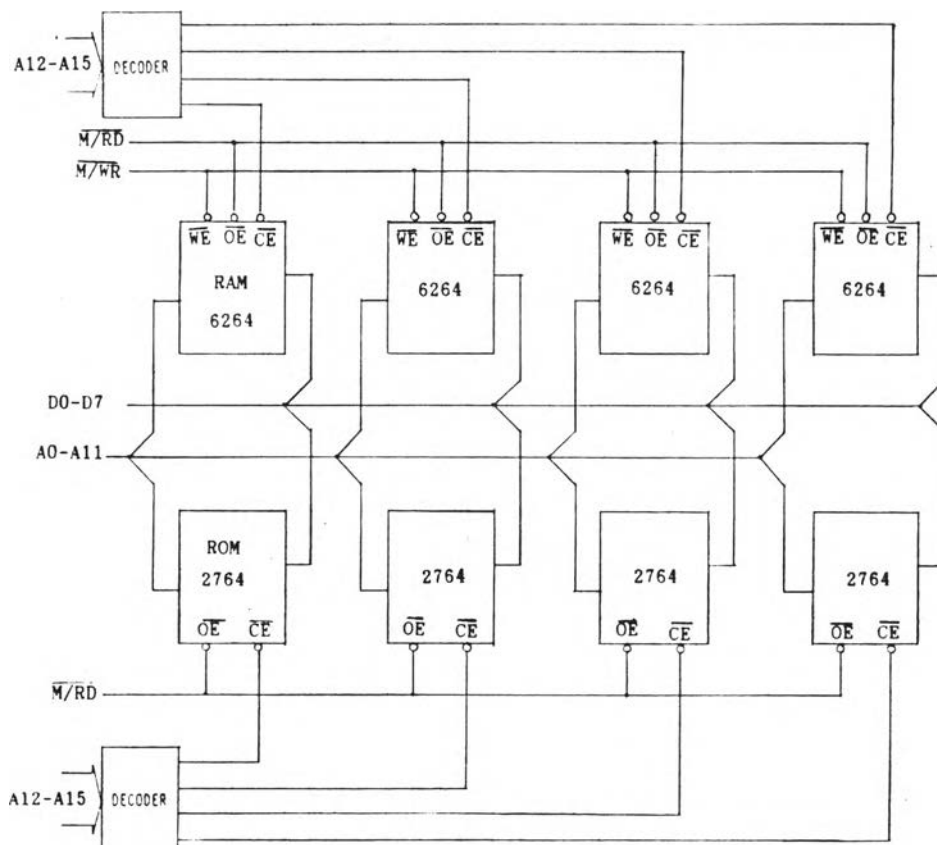 A12-A15 DECODER
M/RD
M/WR
WE OE CE WE OE CE WE OE CE WE OE CE
RAM
6264 6264 6264 6264
D0-D7
A0-A11
ROM
2764 2764 2764 2764
OE CE OE CE OE CE OE CE
M/RD
A12-A15 DECODER